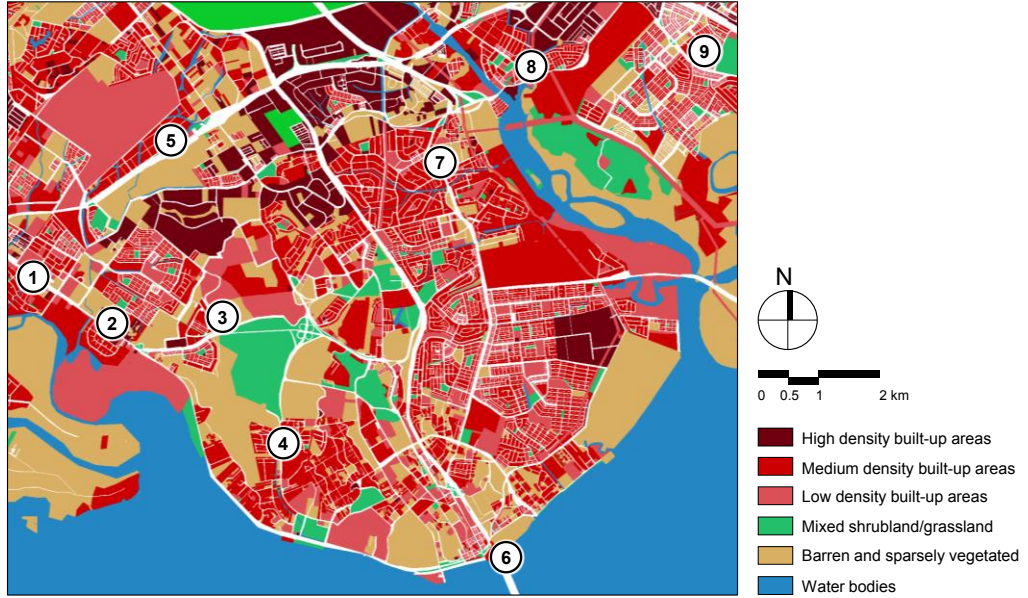 9
8
5
7
1
2
3
4
6
N
0 0.5 1 2 km
High density built-up areas
Medium density built-up areas
Low density built-up areas
Mixed shrubland/grassland
Barren and sparsely vegetated
Water bodies